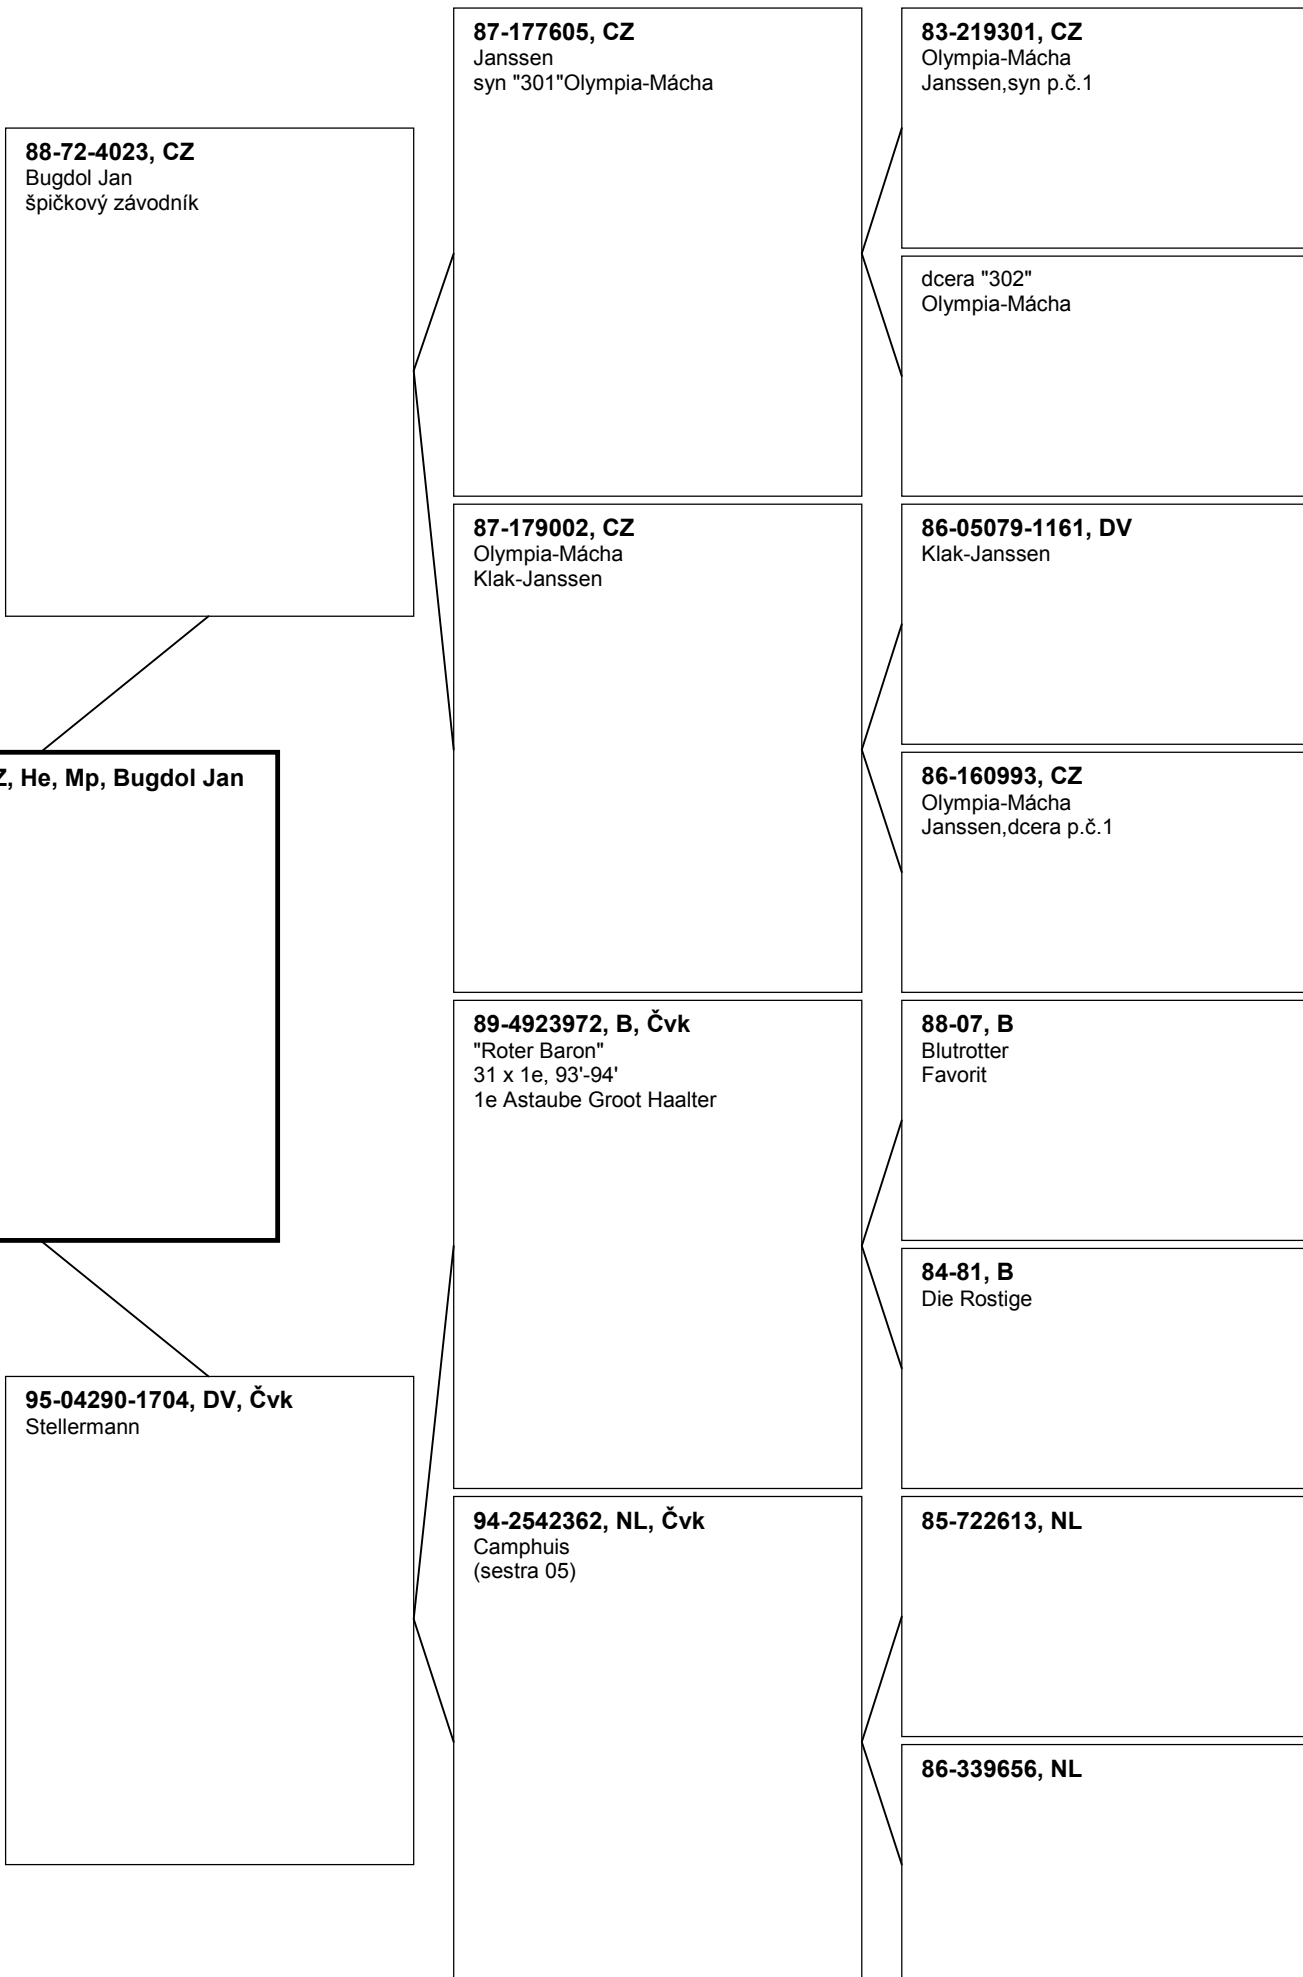 88-72-4023, CZ
Bugdol Jan
špičkový závodník
, He, Mp, Bugdol Jan
95-04290-1704, DV, Čvk
Stellermann
87-177605, CZ
Janssen
syn "301"Olympia-Mácha
87-179002, CZ
Olympia-Mácha
Klak-Janssen
89-4923972, B, Čvk
"Roter Baron"
31 x 1e, 93'-94'
1e Astaube Groot Haalter
94-2542362, NL, Čvk
Camphuis
(sestra 05)
83-219301, CZ
Olympia-Mácha
Janssen,syn p.č.1
dcera "302"
Olympia-Mácha
86-05079-1161, DV
Klak-Janssen
86-160993, CZ
Olympia-Mácha
Janssen,dcera p.č.1
88-07, B
Blutrotter
Favorit
84-81, B
Die Rostige
85-722613, NL
86-339656, NL